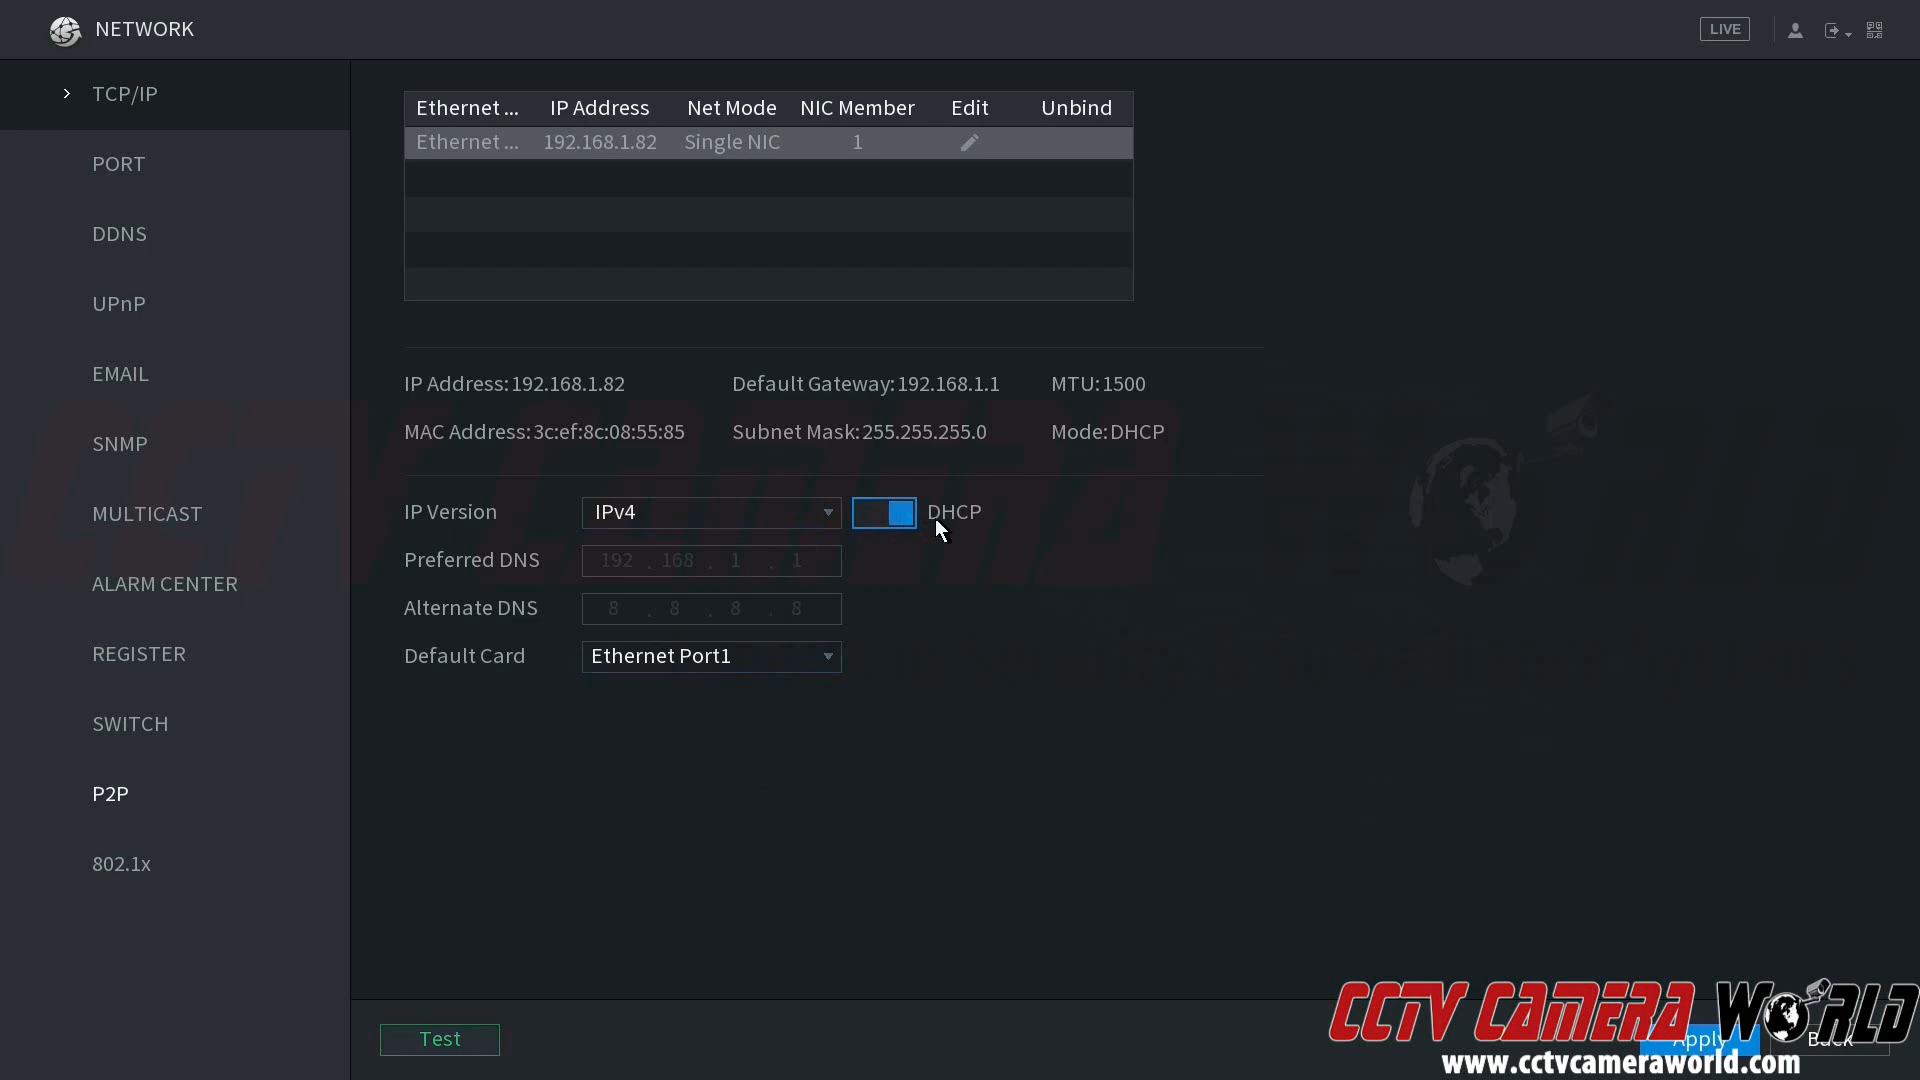 NETWORK
LIVE
TCP/IP
PORT
DDNS
UPnP
EMAIL
SNMP
MULTICAST
ALARM CENTER
REGISTER
SWITCH
P2P
802.1x
Ethernet ... IP Address Net Mode NIC Member Edit Unbind
Ethernet ... 192.168.1.82 Single NIC 1
IP Address:192.168.1.82 Default Gateway:192.168.1.1 MTU:1500
MAC Address:3c:ef:8c:08:55:85 Subnet Mask:255.255.255.0 Mode:DHCP
IP Version IPv4 DHCP
Preferred DNS 192 . 168 . 1 . 1
Alternate DNS 8 . 8 . 8 . 8
Default Card Ethernet Port1
CCTV CAMERA
Test
Apply
Back
CCTV CAMERA WORLD
www.cctvcameraworld.com